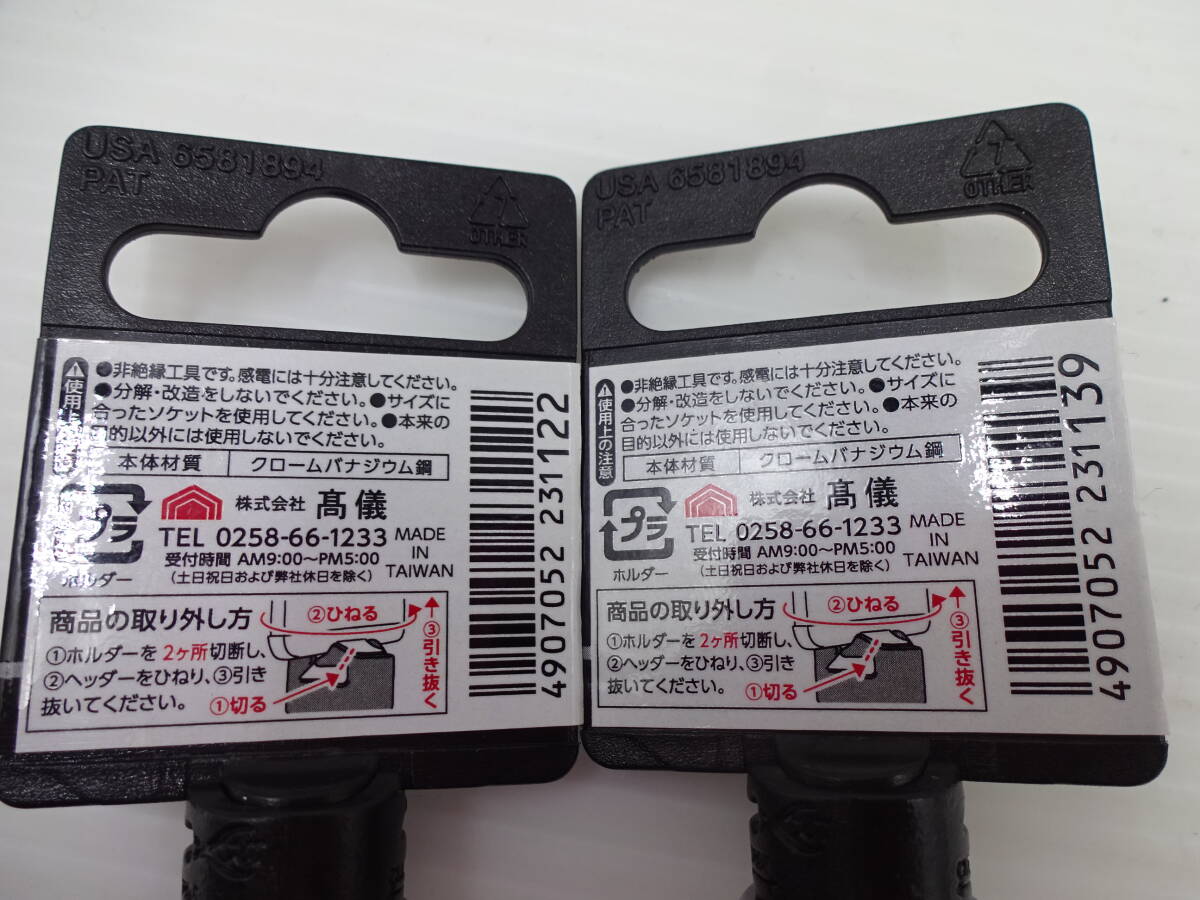 USA 6581894
PAT
7
OTHER
使用
●非絶縁工具です。感電には十分注意してください。
●分解・改造をしないでください。●サイズに
合ったソケットを使用してください。●本来の
目的以外には使用しないでください。
本体材質 クロームバナジウム鋼
プラ
ホルダー
株式会社 髙儀
TEL 0258-66-1233
受付時間 AM9:00〜PM5:00
(土日祝日および弊社休日を除く)
MADE
IN
TAIWAN
商品の取り外し方
①ホルダーを2ヶ所切断し、
②ヘッダーをひねり、③引き
抜いてください。
②ひねる
③引き抜く
①切る
4907052 231122
USA 6581894
PAT
7
OTHER
使用上の注意
●非絶縁工具です。感電には十分注意してください。
●分解・改造をしないでください。●サイズに
合ったソケットを使用してください。●本来の
目的以外には使用しないでください。
本体材質 クロームバナジウム鋼
プラ
ホルダー
株式会社 髙儀
TEL 0258-66-1233
受付時間 AM9:00〜PM5:00
(土日祝日および弊社休日を除く)
MADE
IN
TAIWAN
商品の取り外し方
①ホルダーを2ヶ所切断し、
②ヘッダーをひねり、③引き
抜いてください。
②ひねる
③引き抜く
①切る
4907052 231139